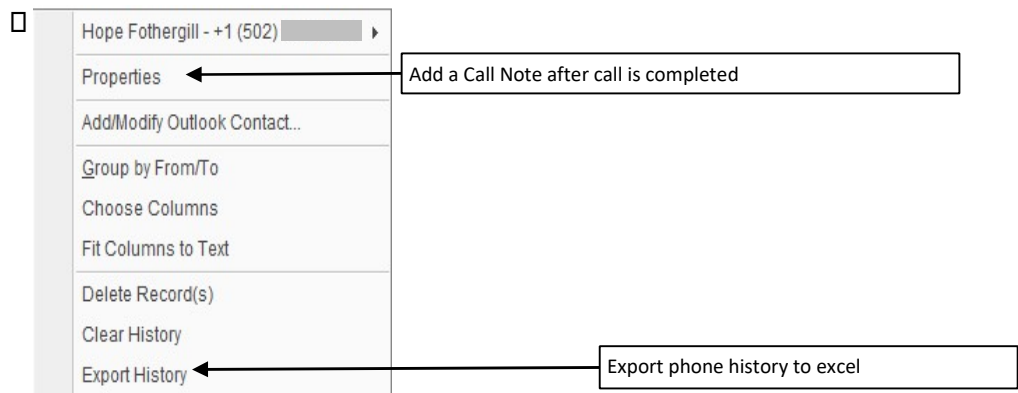 Hope Fothergill - +1 (502)
Properties
Add a Call Note after call is completed
Add/Modify Outlook Contact...
Group by From/To
Choose Columns
Fit Columns to Text
Delete Record(s)
Clear History
Export History
Export phone history to excel